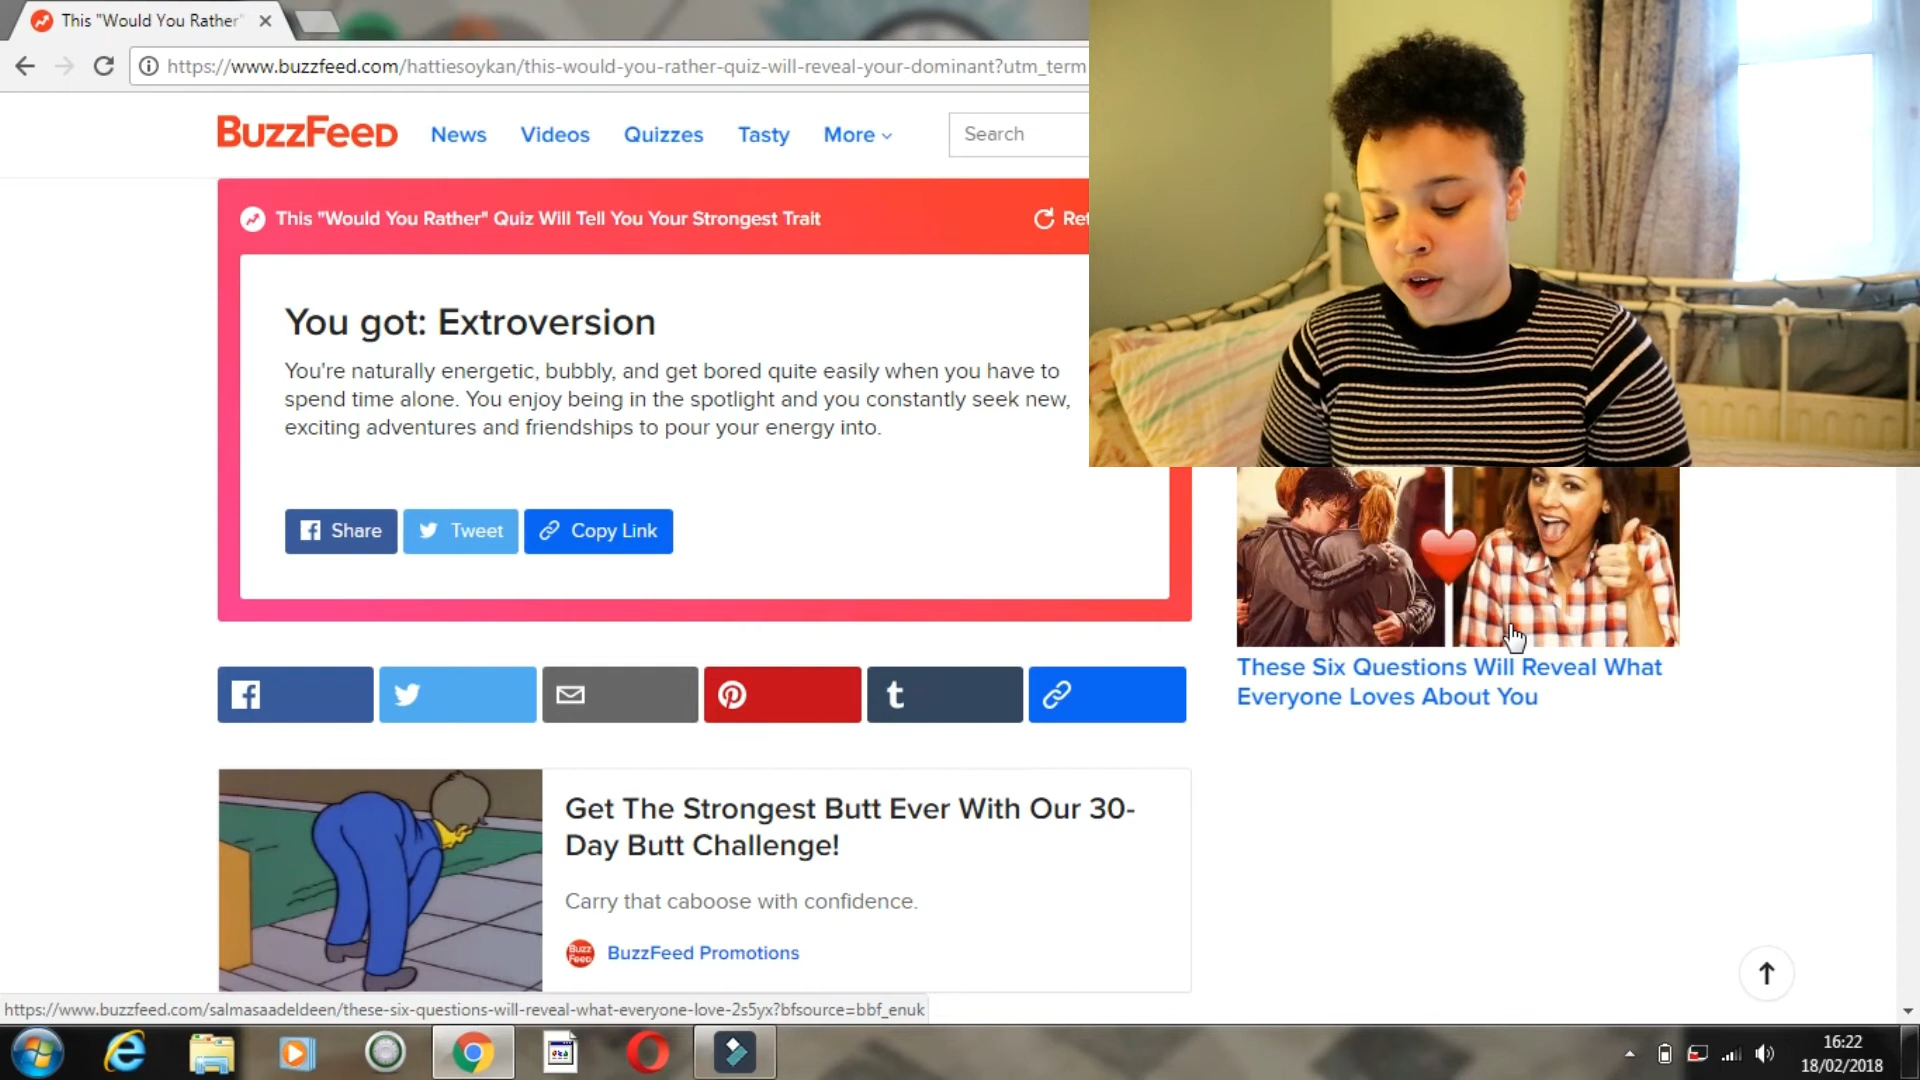 This "Would You Rather"
https://www.buzzfeed.com/hattiesoykan/this-would-you-rather-quiz-will-reveal-your-dominant?utm_term
BuzzFeed News Videos Quizzes Tasty More Search
This "Would You Rather" Quiz Will Tell You Your Strongest Trait
You got: Extroversion
You're naturally energetic, bubbly, and get bored quite easily when you have to
spend time alone. You enjoy being in the spotlight and you constantly seek new,
exciting adventures and friendships to pour your energy into.
Share Tweet Copy Link
These Six Questions Will Reveal What
Everyone Loves About You
Get The Strongest Butt Ever With Our 30-
Day Butt Challenge!
Carry that caboose with confidence.
Buzz
Feed
BuzzFeed Promotions
https://www.buzzfeed.com/salmasaadeldeen/these-six-questions-will-reveal-what-everyone-love-2s5yx?bfsource=bbf_enuk
16:22
18/02/2018